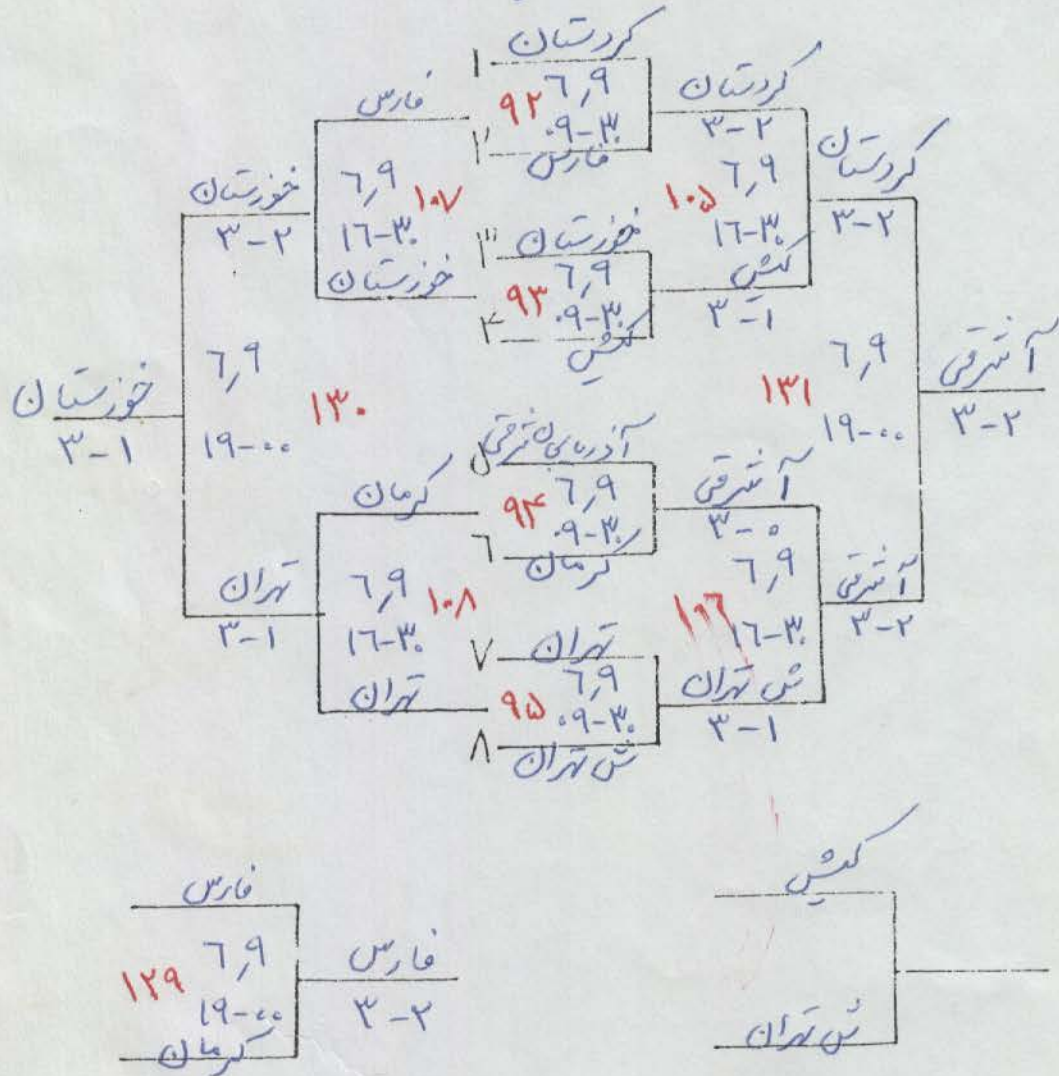 ۱ کردستان
۹۲ ۶٫۹
۰۹-۳۰
۲ فارس
۳ خوزستان
۹۳ ۶٫۹
۰۹-۳۰
۴ کیش
۵ آذربایجان شرقی
۹۴ ۶٫۹
۰۹-۳۰
۶ کرمان
۷ تهران
۹۵ ۶٫۹
۰۹-۳۰
۸ ش تهران
کردستان
۳-۲
۱۰۵ ۶٫۹
۱۶-۳۰
کیش
۳-۱
آ شرقی
۳-۰
۱۰۶ ۶٫۹
۱۶-۳۰
ش تهران
۳-۱
کردستان
۳-۲
۱۳۱ ۶٫۹
۱۹-۰۰
آ شرقی
۳-۲
آ شرقی
۳-۲
فارس
۶٫۹ ۱۰۷
۱۶-۳۰
خوزستان
کرمان
۶٫۹ ۱۰۸
۱۶-۳۰
تهران
خوزستان
۳-۲
۶٫۹ ۱۳۰
۱۹-۰۰
تهران
۳-۱
خوزستان
۳-۱
فارس
۱۲۹ ۶٫۹
۱۹-۰۰
کرمان
فارس
۳-۲
کیش
ش تهران